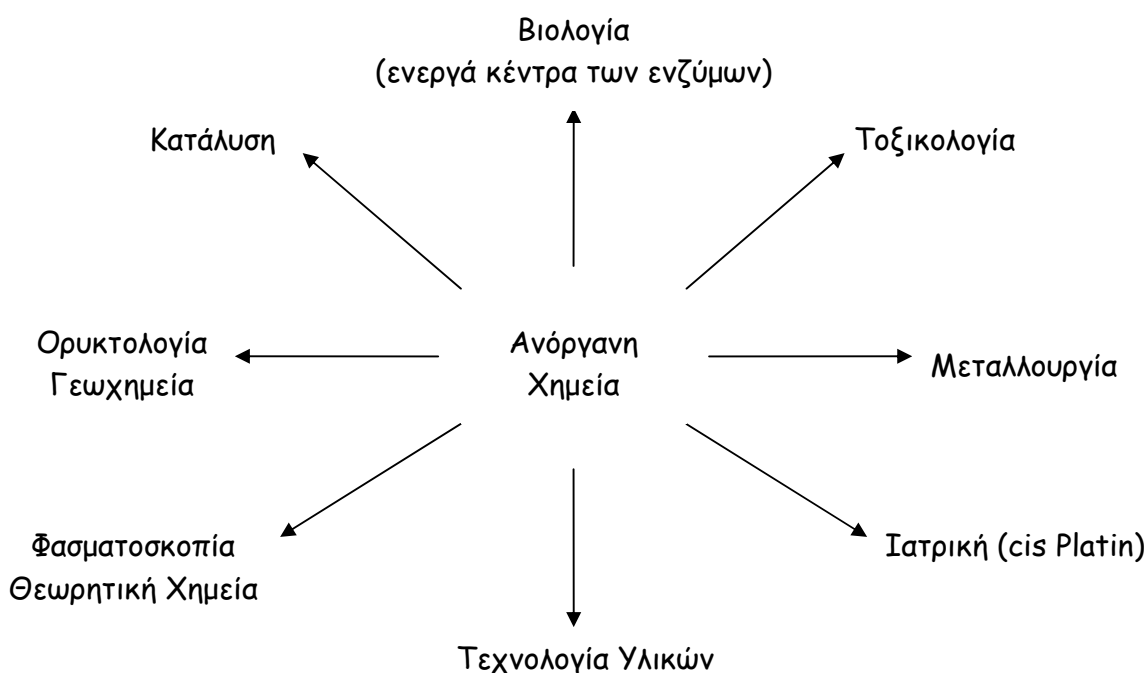 Βιολογία
(ενεργά κέντρα των ενζύμων)
Κατάλυση
Τοξικολογία
Ορυκτολογία
Γεωχημεία
Ανόργανη
Χημεία
Μεταλλουργία
Φασματοσκοπία
Θεωρητική Χημεία
Ιατρική (cis Platin)
Τεχνολογία Υλικών